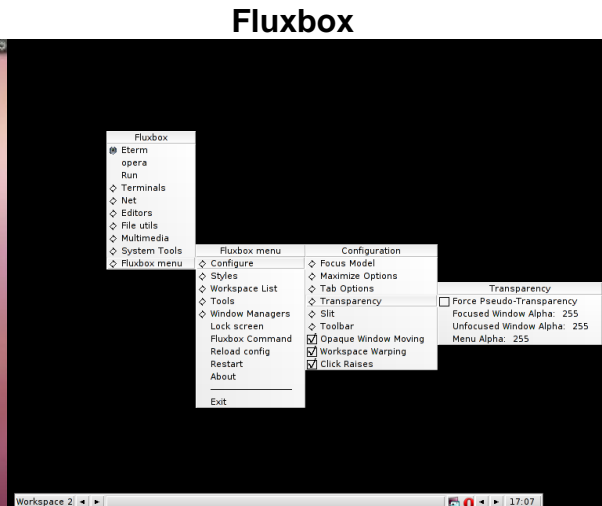 Fluxbox
Fluxbox
Eterm
opera
Run
Terminals
Net
Editors
File utils
Multimedia
System Tools
Fluxbox menu
Fluxbox menu
Configure
Styles
Workspace List
Tools
Window Managers
Lock screen
Fluxbox Command
Reload config
Restart
About
Exit
Configuration
Focus Model
Maximize Options
Tab Options
Transparency
Slit
Toolbar
Opaque Window Moving
Workspace Warping
Click Raises
Transparency
Force Pseudo-Transparency
Focused Window Alpha: 255
Unfocused Window Alpha: 255
Menu Alpha: 255
Workspace 2
17:07